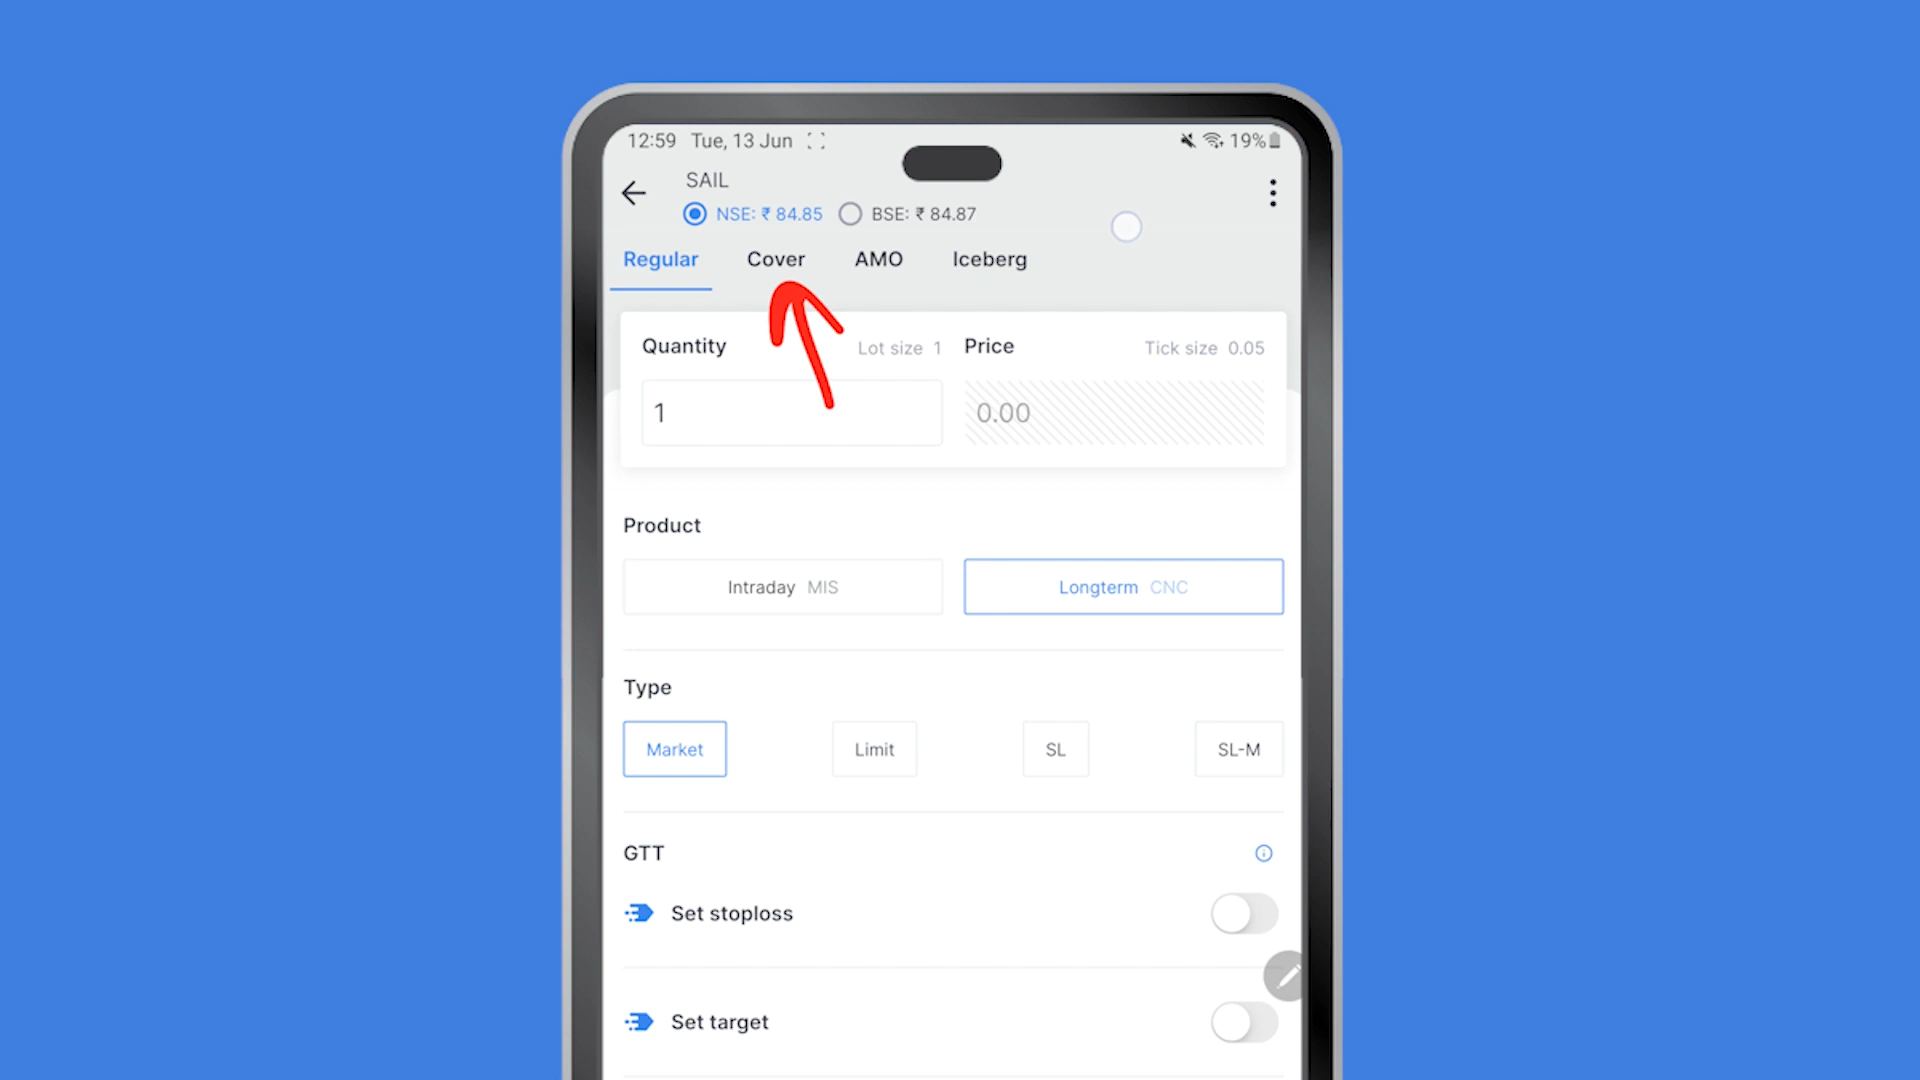 12:59 Tue, 13 Jun 19%
SAIL
NSE: ₹ 84.85 BSE: ₹ 84.87
Regular Cover AMO Iceberg
Quantity Lot size 1 Price Tick size 0.05
1 0.00
Product
Intraday MIS Longterm CNC
Type
Market Limit SL SL-M
GTT
Set stoploss
Set target